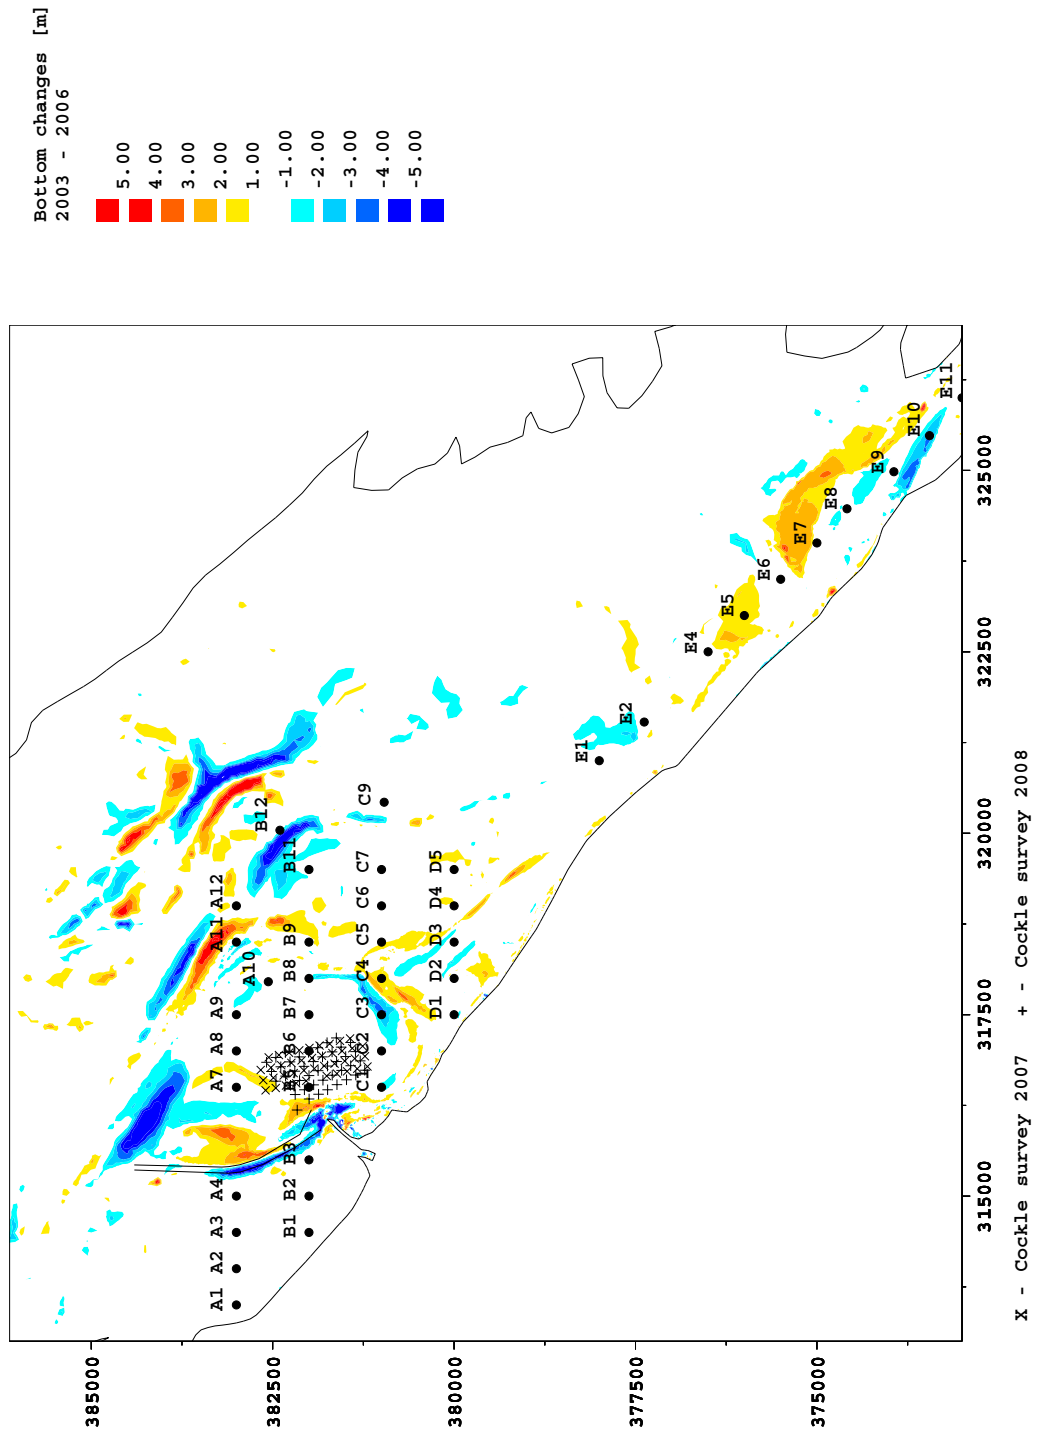 Bottom changes [m]
2003 - 2006
5.00
4.00
3.00
2.00
1.00
-1.00
-2.00
-3.00
-4.00
-5.00
A1 A2 A3 A4 A7 A8 A9 A10 A11 A12
B1 B2 B3 B5 B6 B7 B8 B9 B11 B12
C1 C2 C3 C4 C5 C6 C7 C9
D1 D2 D3 D4 D5
E1 E2 E4 E5 E6 E7 E8 E9 E10 E11
385000
382500
380000
377500
375000
315000 317500 320000 322500 325000
X - Cockle survey 2007 + - Cockle survey 2008